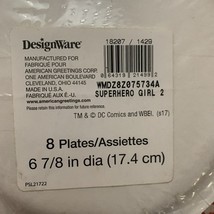 DesignWare
18207 / 1429
MANUFACTURED FOR
FABRIQUÉ POUR
AMERICAN GREETINGS CORP.
ONE AMERICAN BOULEVARD
CLEVELAND, OHIO 44145
MADE IN U.S.A.
FABRIQUÉ AUX É.-U.
www.americangreetings.com
WMDZ8Z075734A
SUPERHERO GIRL 2
TM & © DC Comics and WBEI. (s17)
8 Plates/Assiettes
6 7/8 in dia (17.4 cm)
PSL21722